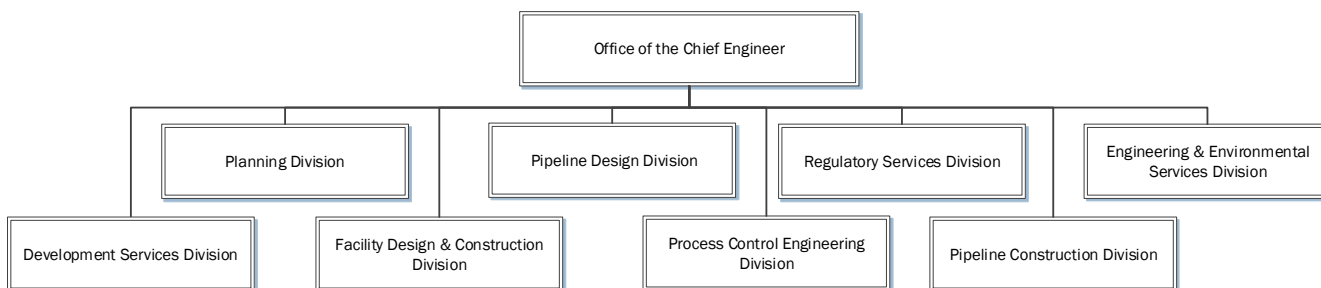 Office of the Chief Engineer
Planning Division
Pipeline Design Division
Regulatory Services Division
Engineering & Environmental
Services Division
Development Services Division
Facility Design & Construction
Division
Process Control Engineering
Division
Pipeline Construction Division